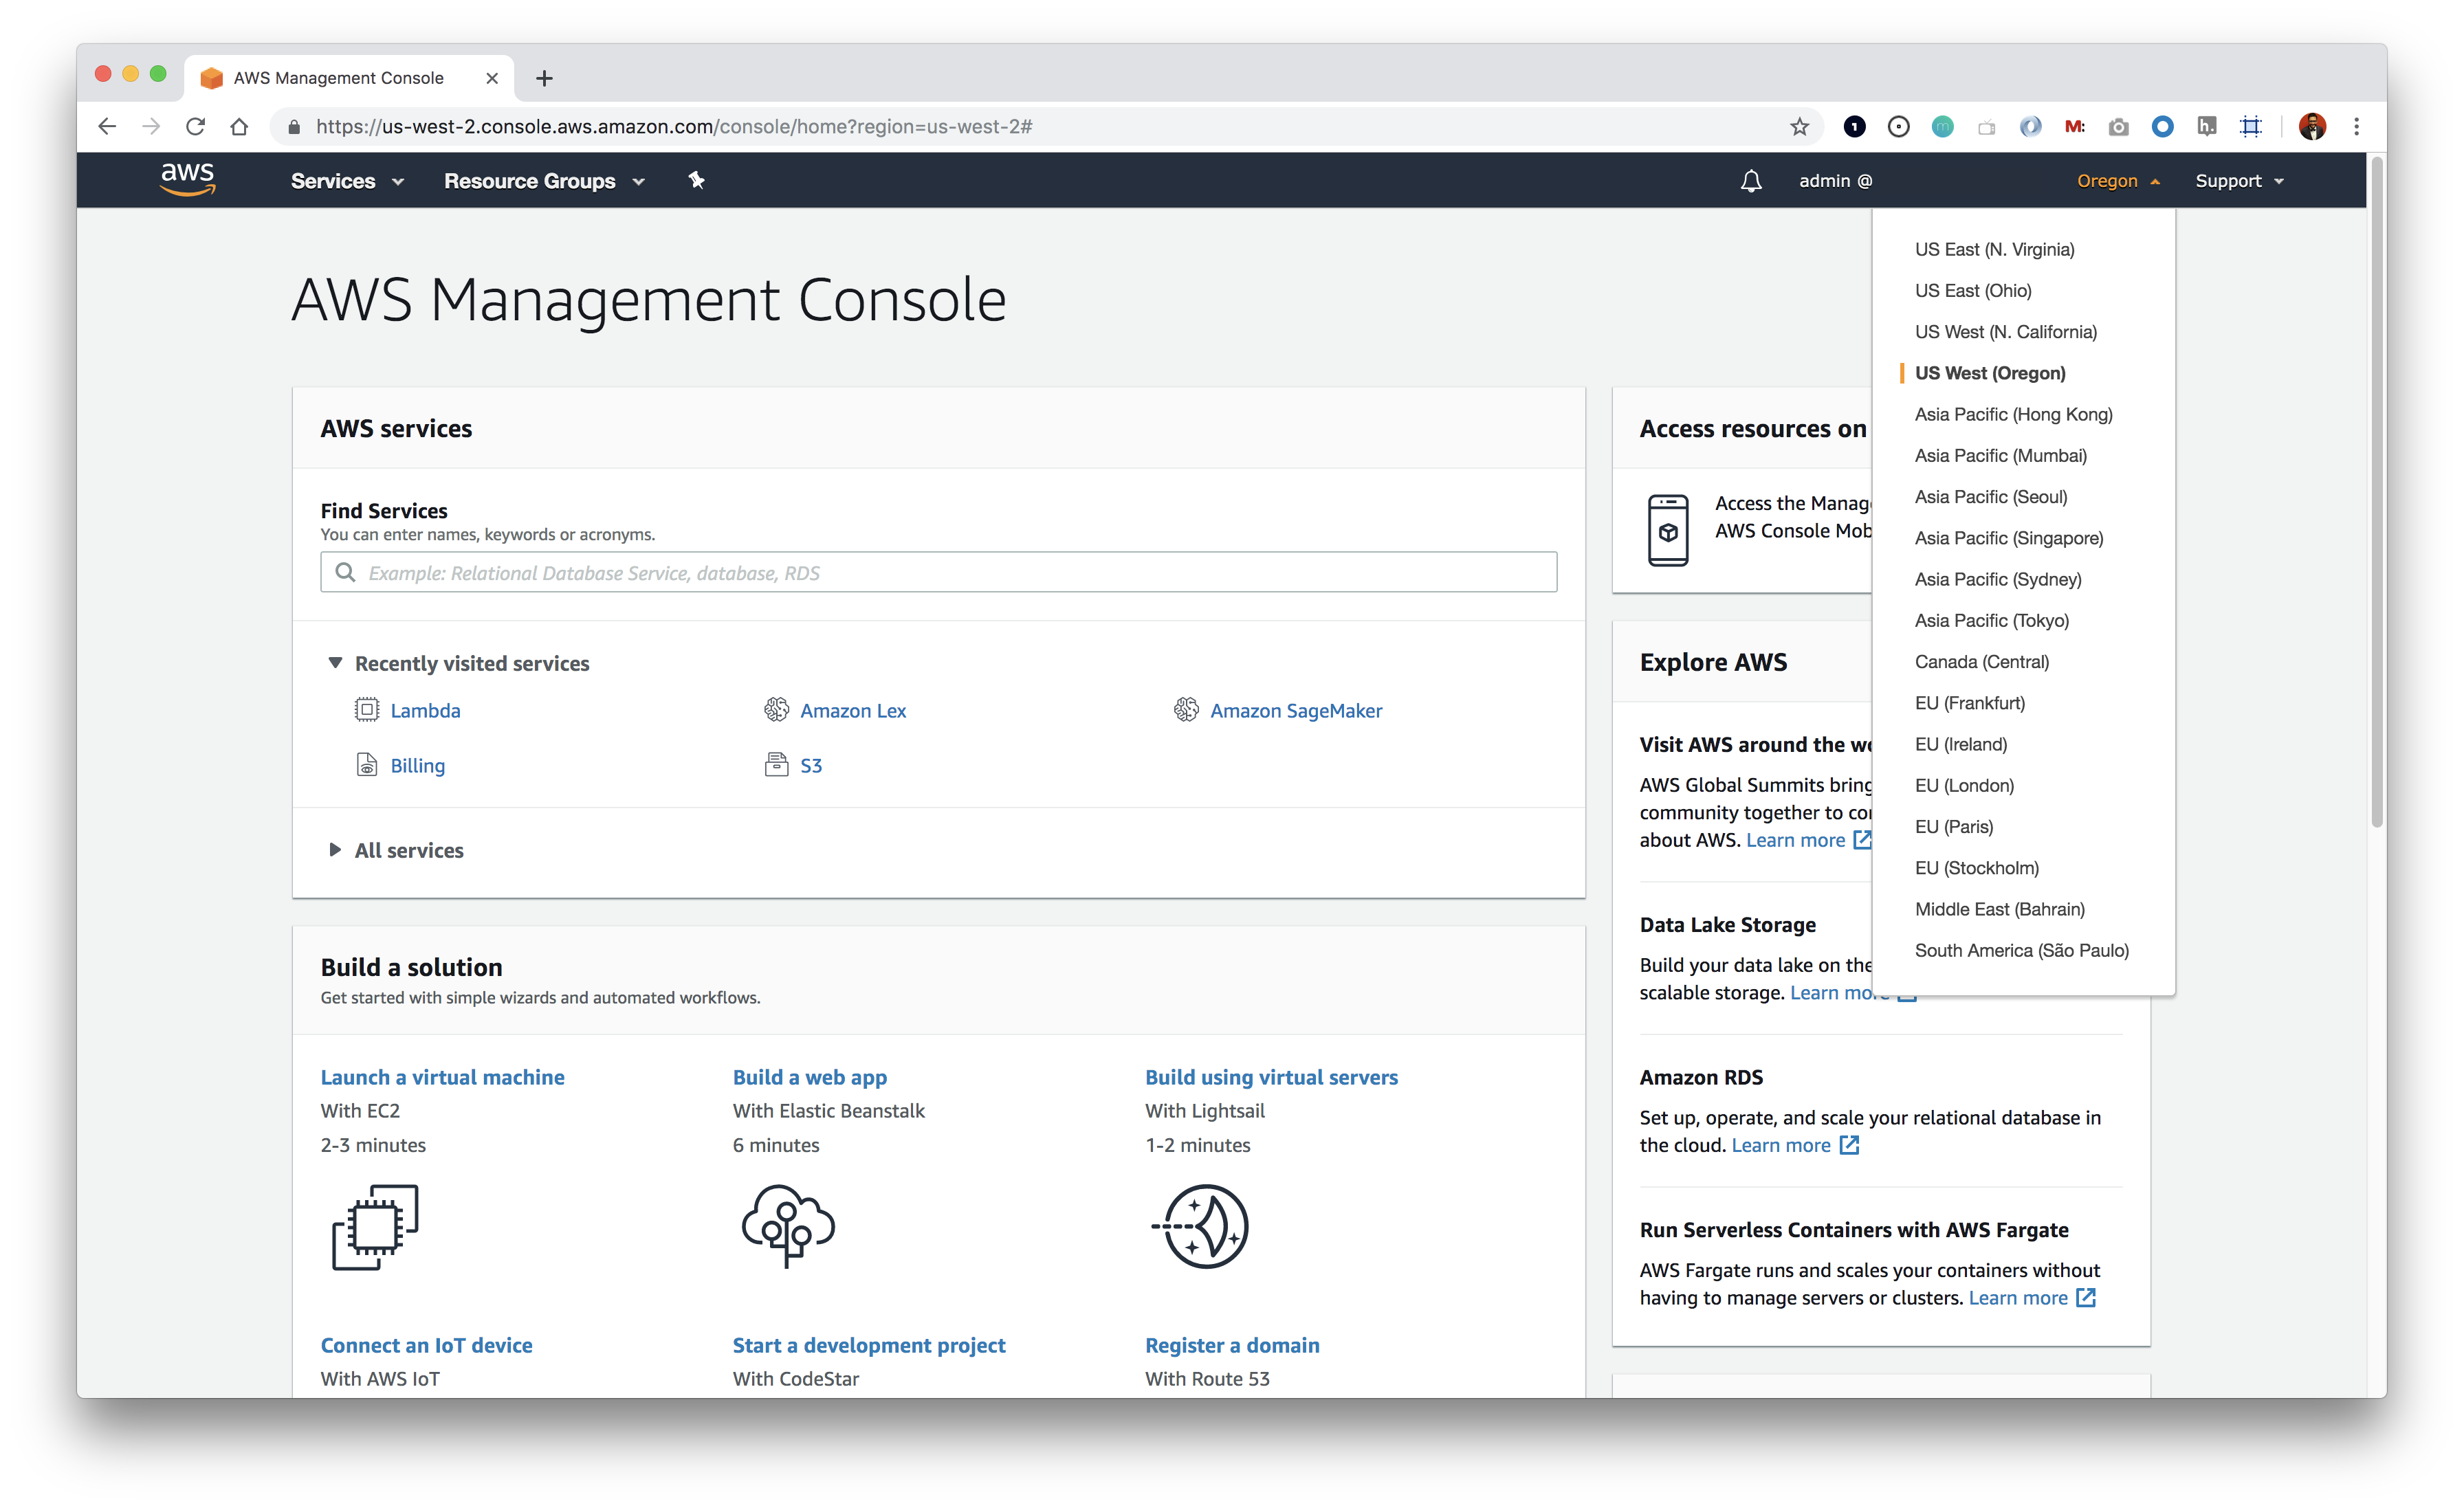 AWS Management Console
https://us-west-2.console.aws.amazon.com/console/home?region=us-west-2#
1
m
M:
h.
aws
Services
Resource Groups
admin @
Oregon
Support
US East (N. Virginia)
US East (Ohio)
US West (N. California)
US West (Oregon)
Asia Pacific (Hong Kong)
Asia Pacific (Mumbai)
Asia Pacific (Seoul)
Asia Pacific (Singapore)
Asia Pacific (Sydney)
Asia Pacific (Tokyo)
Canada (Central)
EU (Frankfurt)
EU (Ireland)
EU (London)
EU (Paris)
EU (Stockholm)
Middle East (Bahrain)
South America (São Paulo)
AWS Management Console
AWS services
Find Services
You can enter names, keywords or acronyms.
Example: Relational Database Service, database, RDS
Recently visited services
Lambda
Amazon Lex
Amazon SageMaker
Billing
S3
All services
Build a solution
Get started with simple wizards and automated workflows.
Launch a virtual machine
With EC2
2-3 minutes
Build a web app
With Elastic Beanstalk
6 minutes
Build using virtual servers
With Lightsail
1-2 minutes
Connect an IoT device
With AWS IoT
Start a development project
With CodeStar
Register a domain
With Route 53
Access resources on
Access the Manag
AWS Console Mob
Explore AWS
Visit AWS around the wo
AWS Global Summits bring
community together to co
about AWS. Learn more
Data Lake Storage
Build your data lake on the
scalable storage. Learn more
Amazon RDS
Set up, operate, and scale your relational database in
the cloud. Learn more
Run Serverless Containers with AWS Fargate
AWS Fargate runs and scales your containers without
having to manage servers or clusters. Learn more